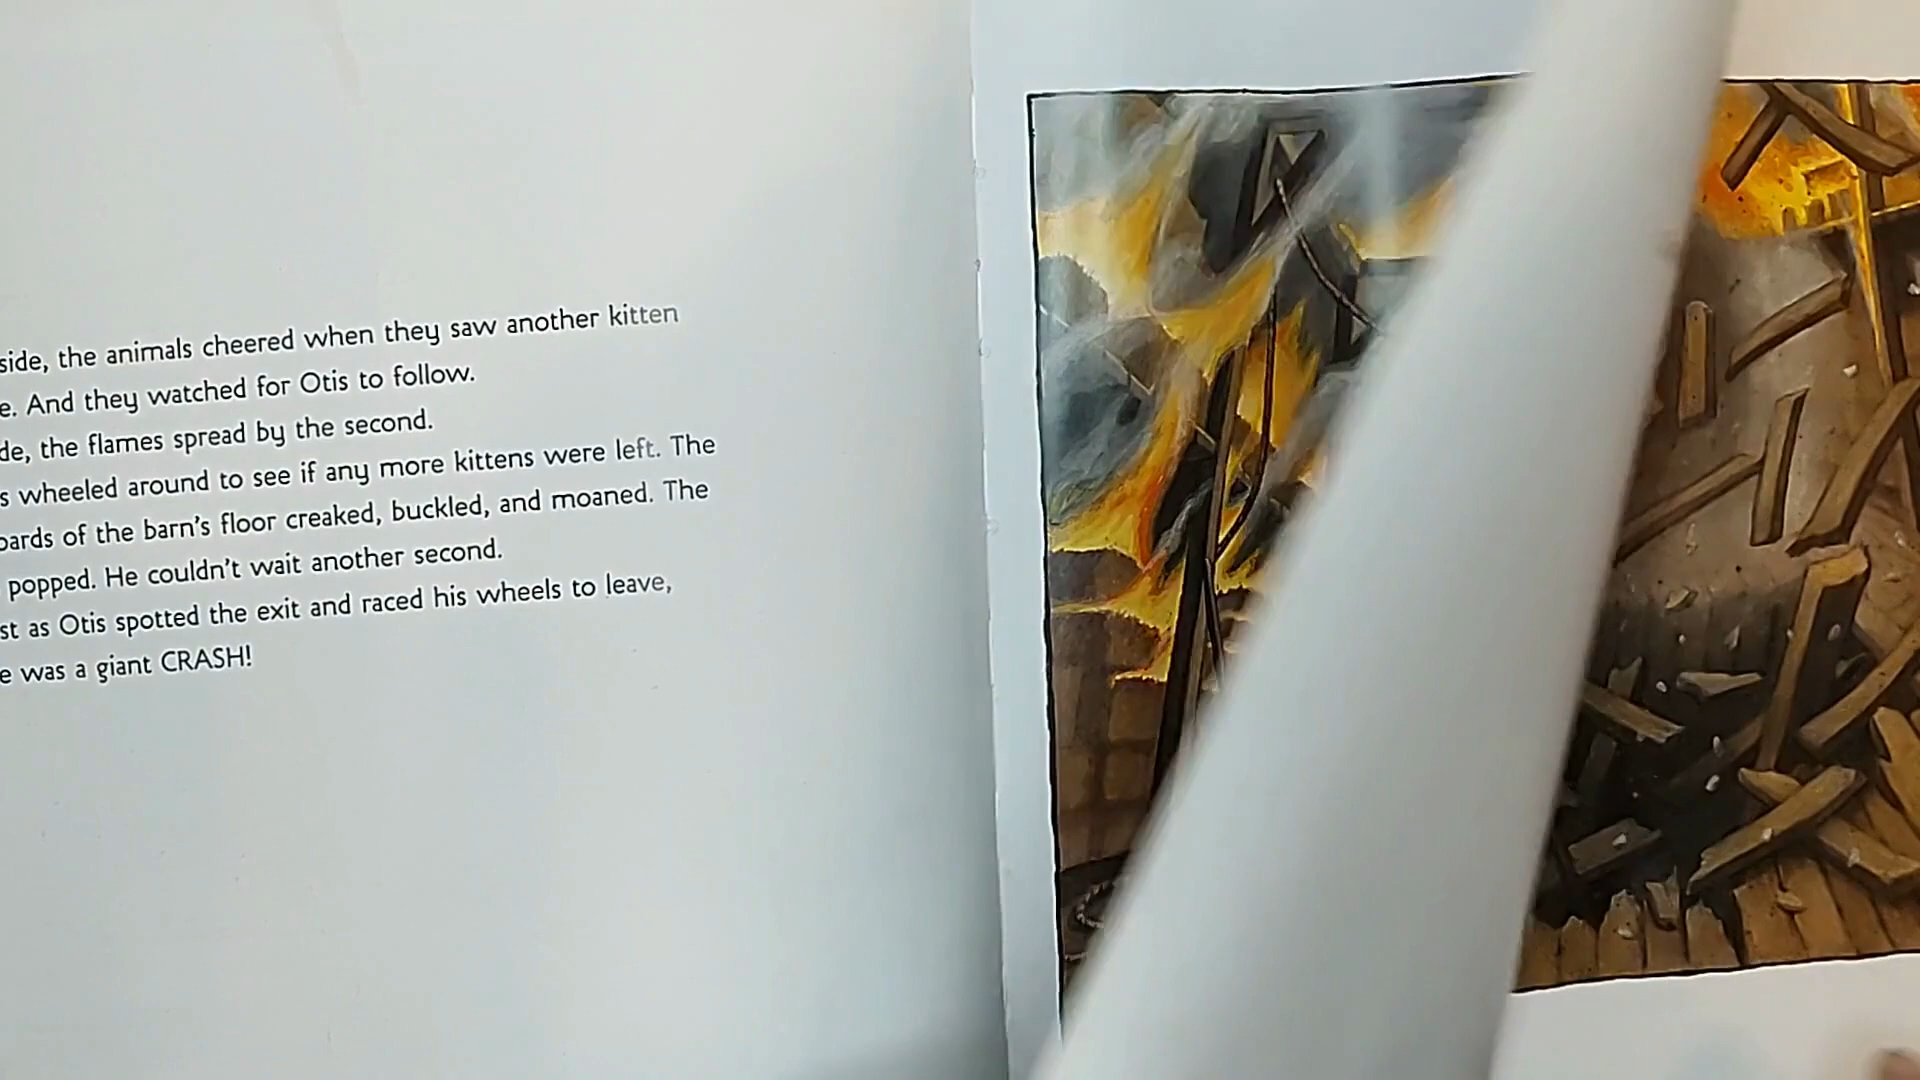 side, the animals cheered when they saw another kitten
e. And they watched for Otis to follow.
de, the flames spread by the second.
s wheeled around to see if any more kittens were left. The
oards of the barn's floor creaked, buckled, and moaned. The
popped. He couldn't wait another second.
st as Otis spotted the exit and raced his wheels to leave,
e was a giant CRASH!